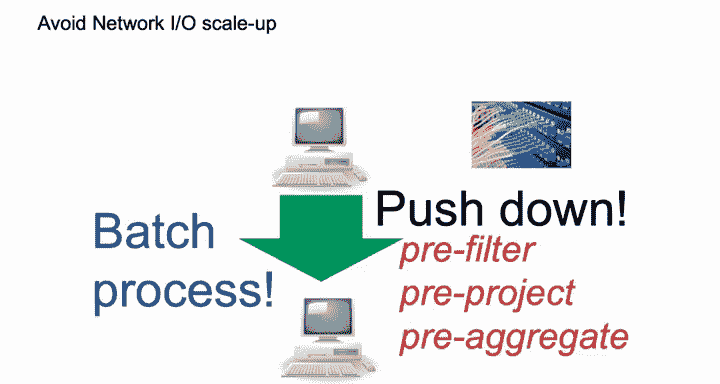 Avoid Network I/O scale-up
Batch
process!
Push down!
pre-filter
pre-project
pre-aggregate